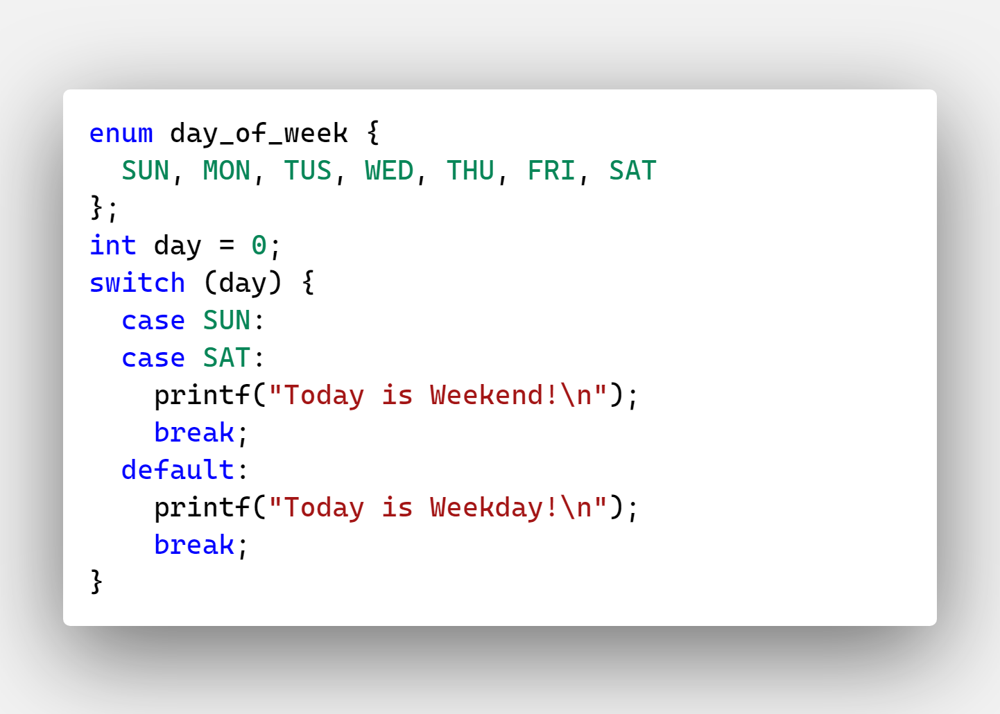 enum day_of_week {
  SUN, MON, TUS, WED, THU, FRI, SAT
};
int day = 0;
switch (day) {
  case SUN:
  case SAT:
    printf("Today is Weekend!\n");
    break;
  default:
    printf("Today is Weekday!\n");
    break;
}